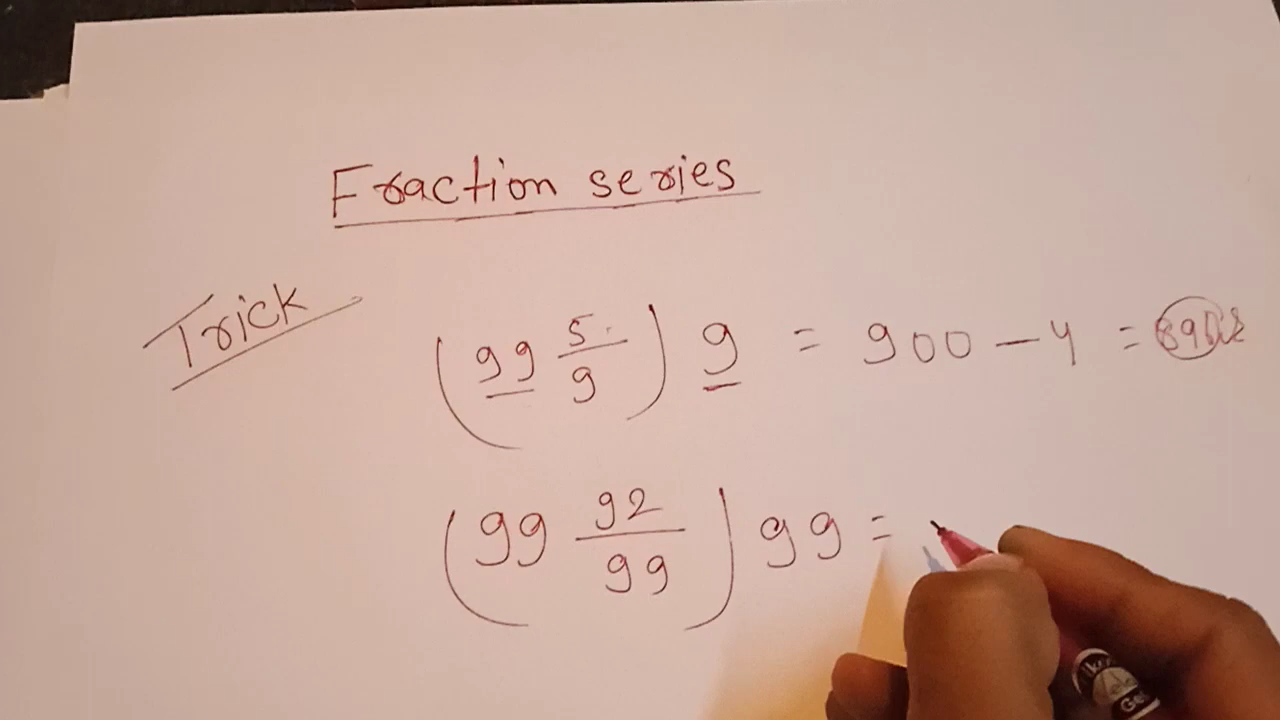 Fraction series
Trick
(99 5/9) 9 = 900 - 4 =
(99 92/99) 99 =